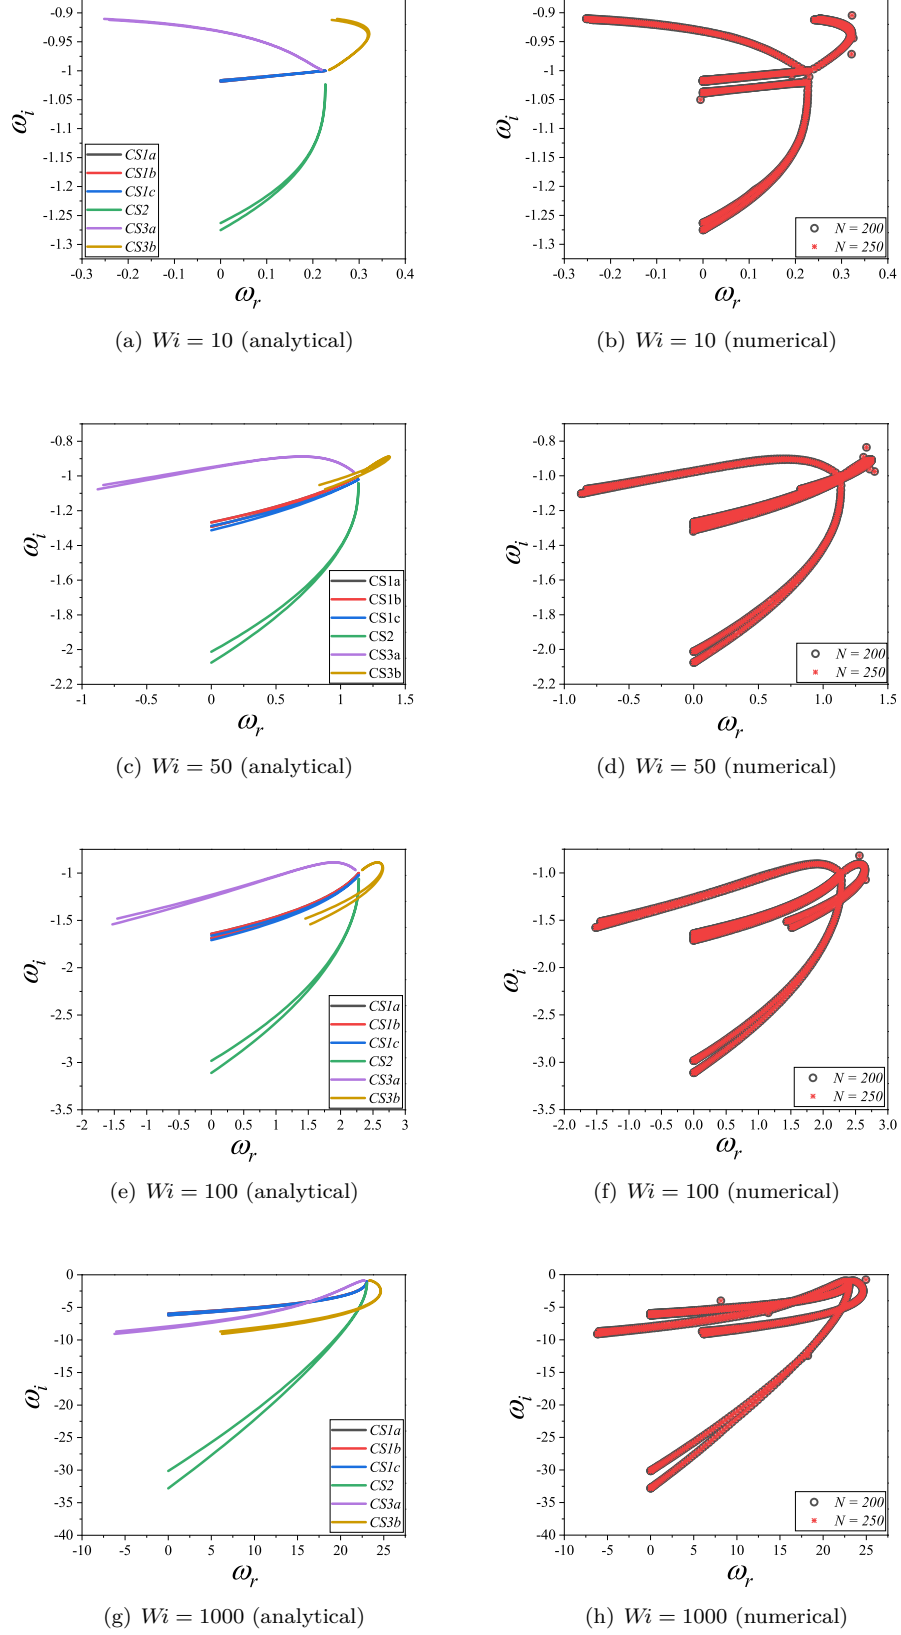 -0.9
-0.95
-1
-1.05
-1.1
-1.15
-1.2
-1.25
-1.3
ω_i
CS1a
CS1b
CS1c
CS2
CS3a
CS3b
-0.3 -0.2 -0.1 0 0.1 0.2 0.3 0.4
ω_r
(a) Wi = 10 (analytical)
-0.9
-0.95
-1
-1.05
-1.1
-1.15
-1.2
-1.25
-1.3
ω_i
N = 200
N = 250
-0.3 -0.2 -0.1 0 0.1 0.2 0.3 0.4
ω_r
(b) Wi = 10 (numerical)
-0.8
-1
-1.2
-1.4
-1.6
-1.8
-2
-2.2
ω_i
CS1a
CS1b
CS1c
CS2
CS3a
CS3b
-1 -0.5 0 0.5 1 1.5
ω_r
(c) Wi = 50 (analytical)
-0.8
-1.0
-1.2
-1.4
-1.6
-1.8
-2.0
-2.2
ω_i
N = 200
N = 250
-1.0 -0.5 0.0 0.5 1.0 1.5
ω_r
(d) Wi = 50 (numerical)
-1
-1.5
-2
-2.5
-3
-3.5
ω_i
CS1a
CS1b
CS1c
CS2
CS3a
CS3b
-2 -1.5 -1 -0.5 0 0.5 1 1.5 2 2.5 3
ω_r
(e) Wi = 100 (analytical)
-1.0
-1.5
-2.0
-2.5
-3.0
-3.5
ω_i
N = 200
N = 250
-2.0 -1.5 -1.0 -0.5 0.0 0.5 1.0 1.5 2.0 2.5 3.0
ω_r
(f) Wi = 100 (numerical)
0
-5
-10
-15
-20
-25
-30
-35
-40
ω_i
CS1a
CS1b
CS1c
CS2
CS3a
CS3b
-10 -5 0 5 10 15 20 25
ω_r
(g) Wi = 1000 (analytical)
0
-5
-10
-15
-20
-25
-30
-35
-40
ω_i
N = 200
N = 250
-10 -5 0 5 10 15 20 25
ω_r
(h) Wi = 1000 (numerical)